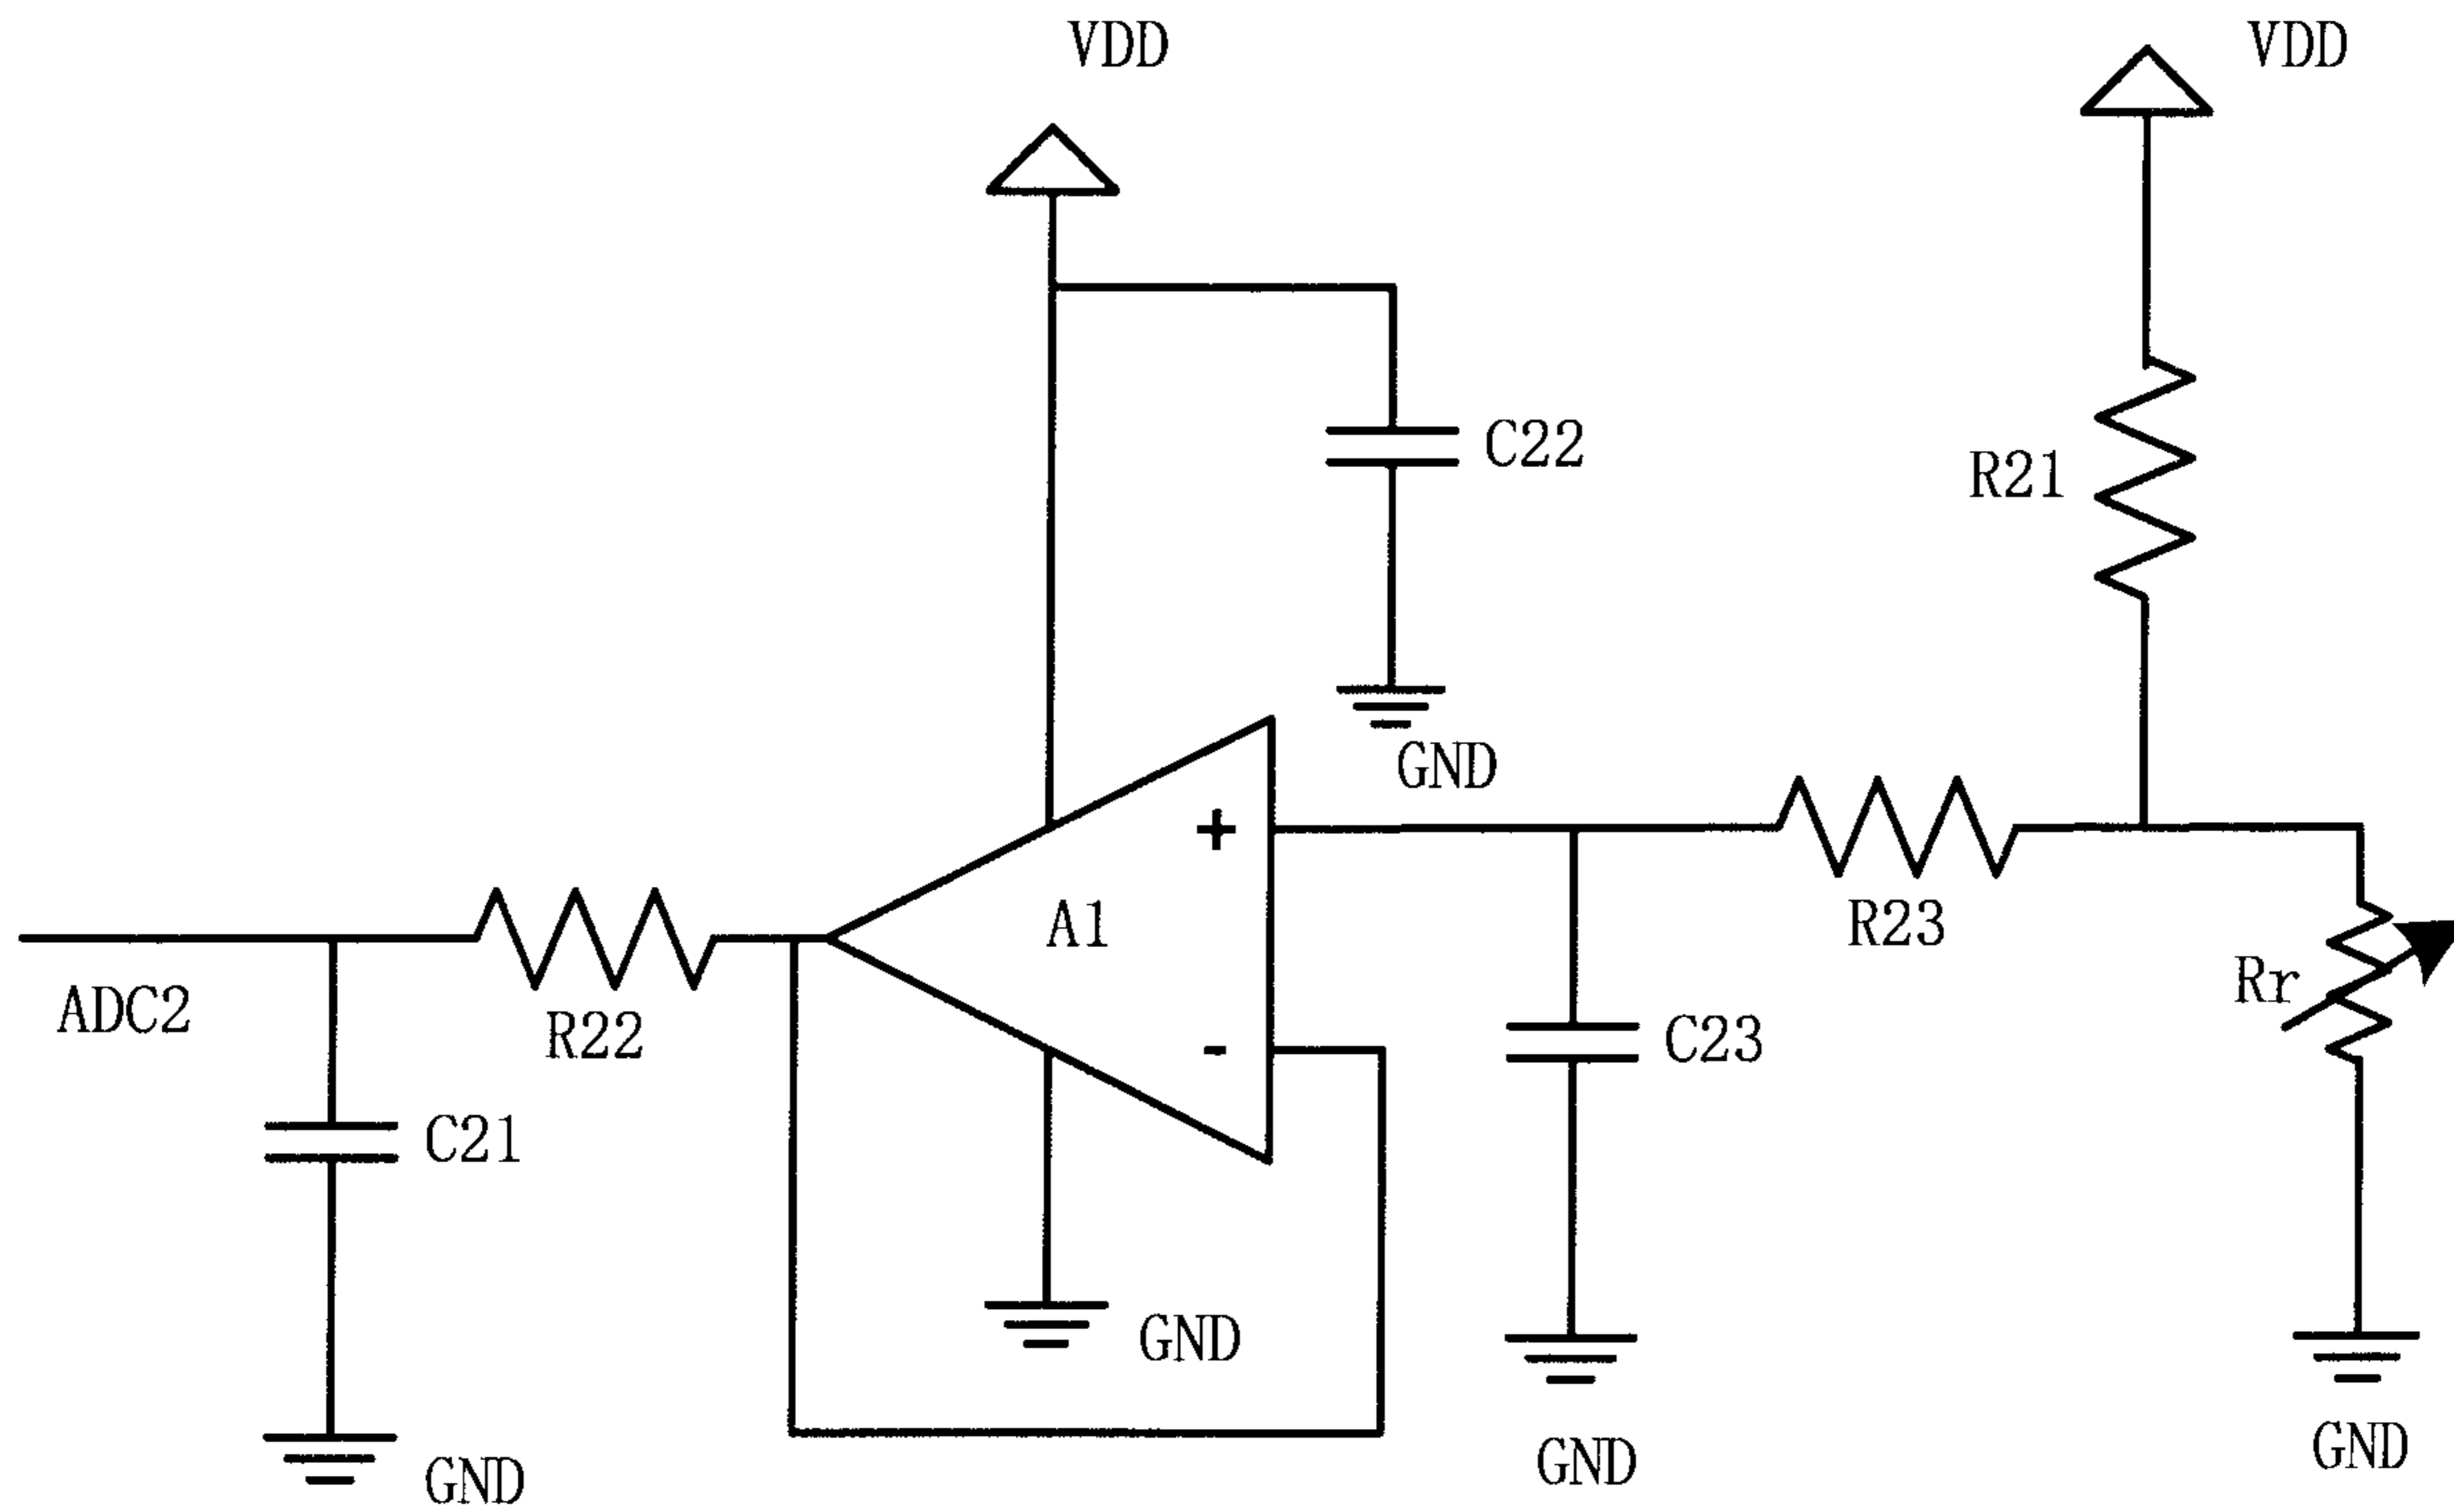 VDD
VDD
C22
R21
GND
+
A1
R23
Rr
ADC2
R22
-
C23
C21
GND
GND
GND
GND